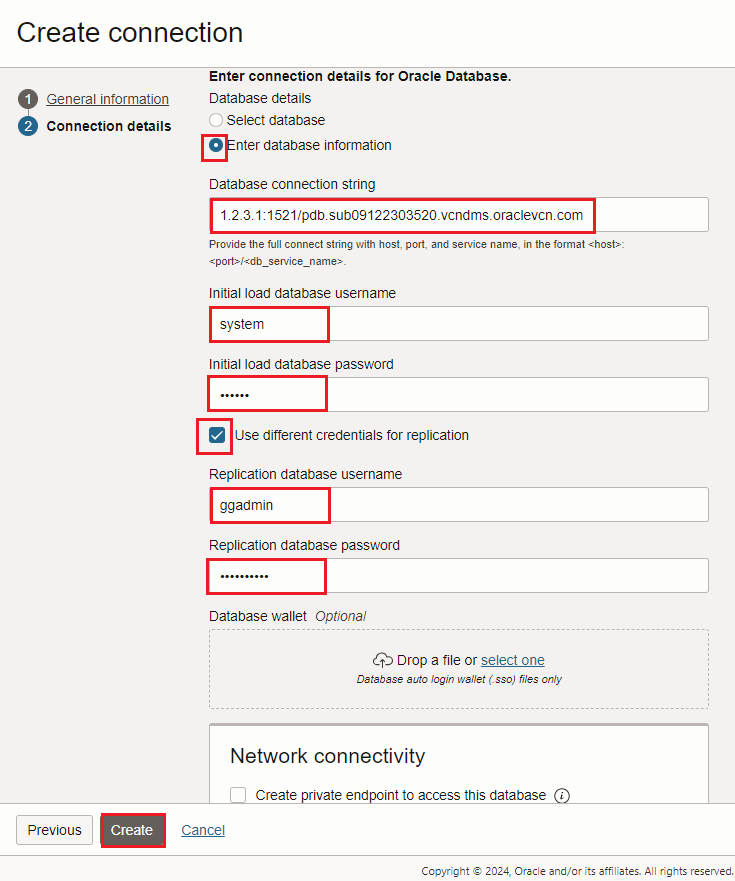 Create connection
1 General information
2 Connection details
Enter connection details for Oracle Database.
Database details
Select database
Enter database information
Database connection string
1.2.3.1:1521/pdb.sub09122303520.vcndms.oraclevcn.com
Provide the full connect string with host, port, and service name, in the format <host>:
<port>/<db_service_name>.
Initial load database username
system
Initial load database password
••••••
Use different credentials for replication
Replication database username
ggadmin
Replication database password
••••••••••
Database wallet Optional
Drop a file or select one
Database auto login wallet (.sso) files only
Network connectivity
Create private endpoint to access this database i
Previous Create Cancel
Copyright © 2024, Oracle and/or its affiliates. All rights reserved.